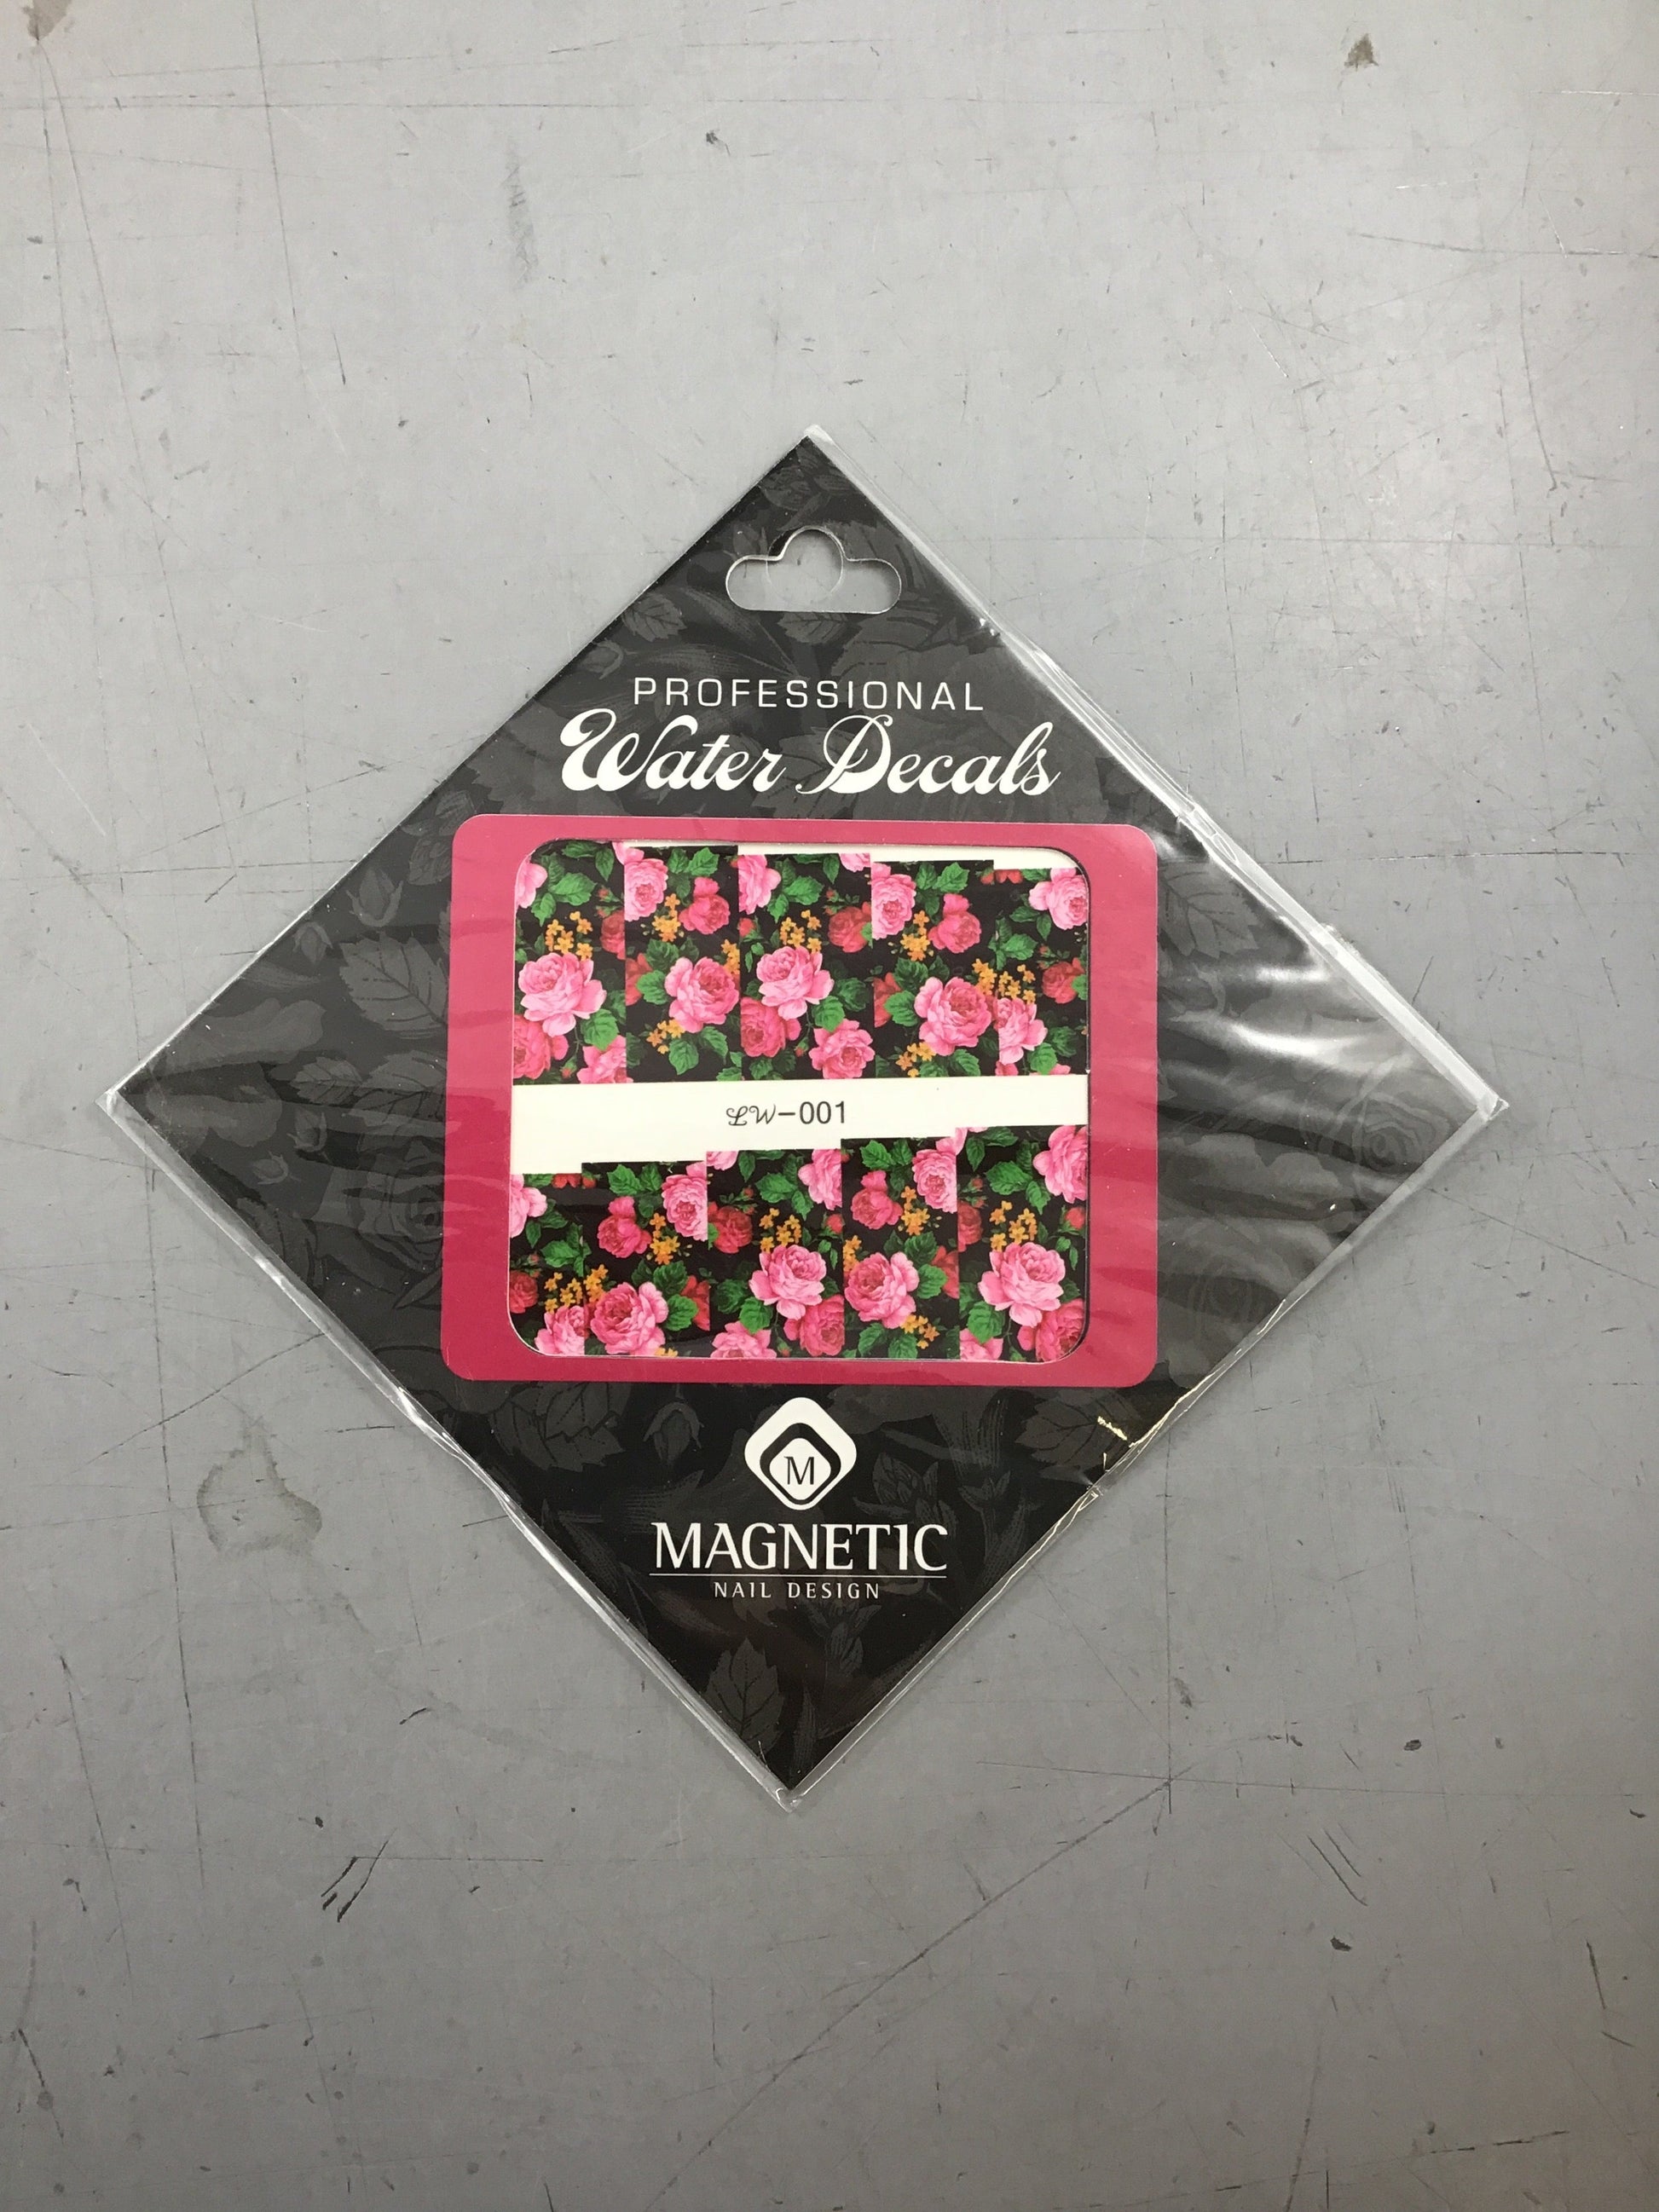 PROFESSIONAL
Water Decals
LW-001
M
MAGNETIC
NAIL DESIGN